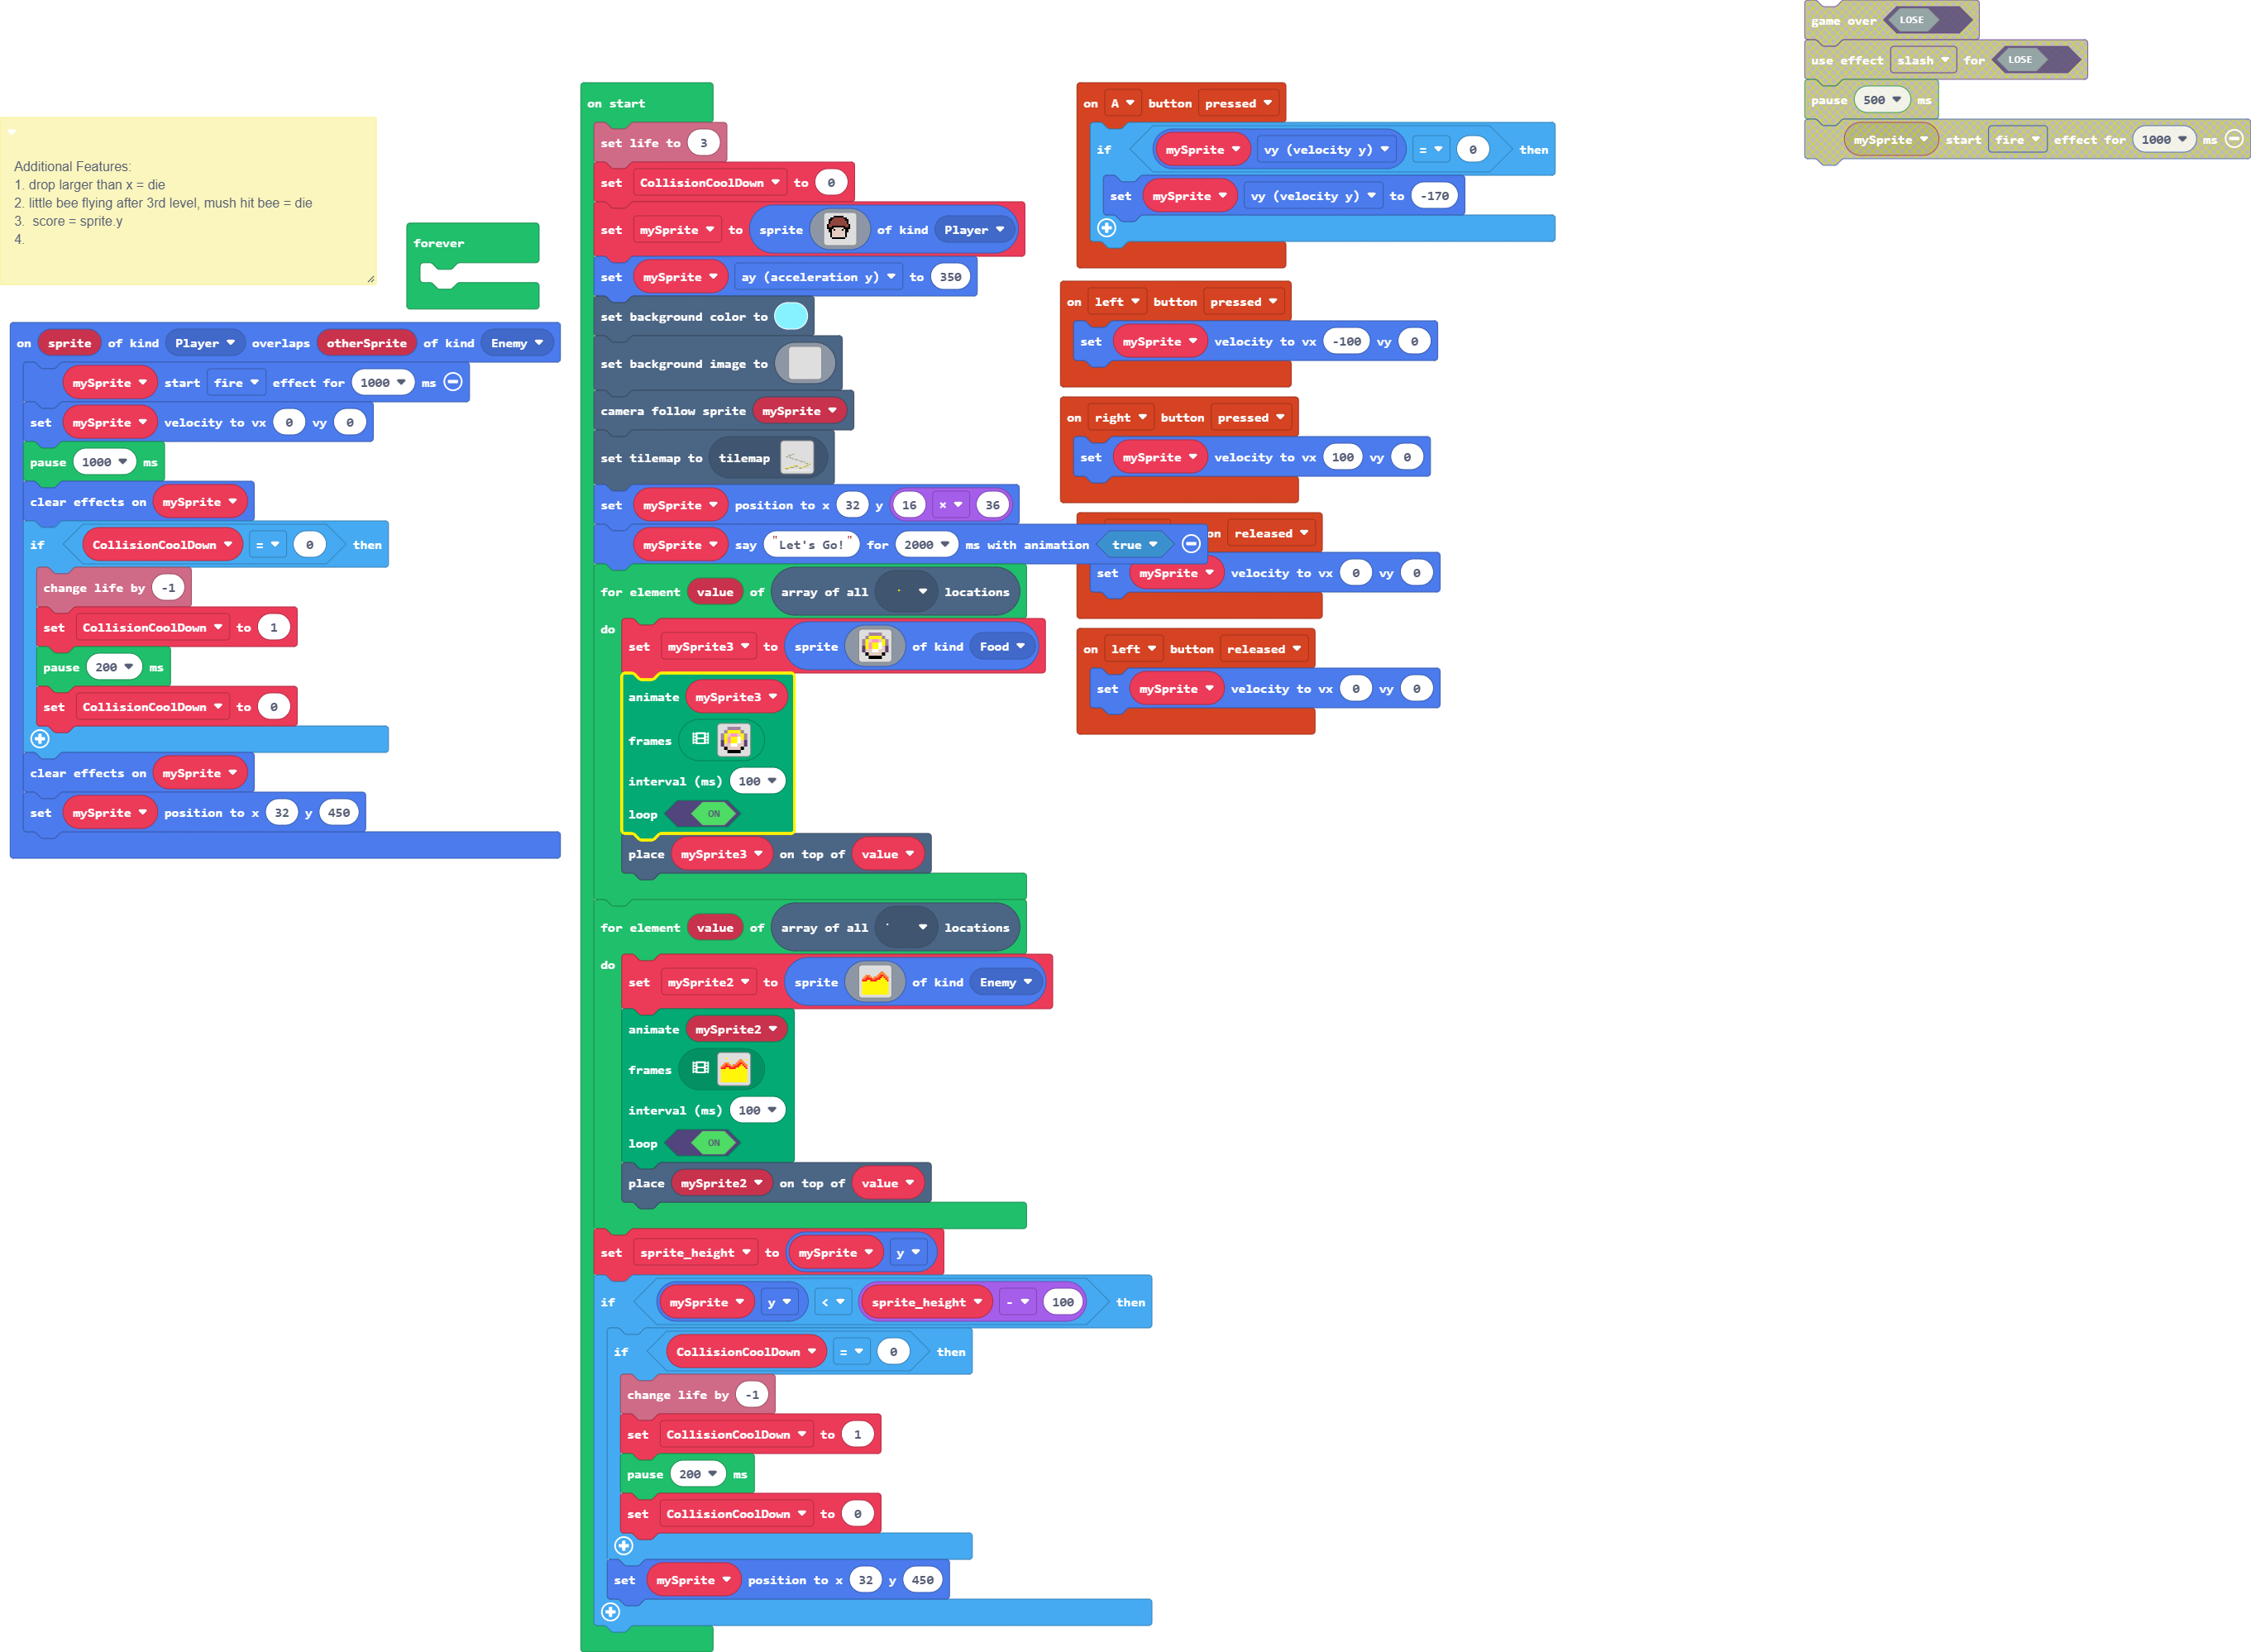 Additional Features:
1. drop larger than x = die
2. little bee flying after 3rd level, mush hit bee = die
3. score = sprite.y
4.
forever
on sprite of kind Player overlaps otherSprite of kind Enemy
mySprite start fire effect for 1000 ms
set mySprite velocity to vx 0 vy 0
pause 1000 ms
clear effects on mySprite
if CollisionCoolDown = 0 then
change life by -1
set CollisionCoolDown to 1
pause 200 ms
set CollisionCoolDown to 0
clear effects on mySprite
set mySprite position to x 32 y 450
on start
set life to 3
set CollisionCoolDown to 0
set mySprite to sprite of kind Player
set mySprite ay (acceleration y) to 350
set background color to
set background image to
camera follow sprite mySprite
set tilemap to tilemap
set mySprite position to x 32 y 16 × 36
mySprite say "Let's Go!" for 2000 ms with animation true
for element value of array of all locations
do
set mySprite3 to sprite of kind Food
animate mySprite3
frames
interval (ms) 100
loop ON
place mySprite3 on top of value
for element value of array of all locations
do
set mySprite2 to sprite of kind Enemy
animate mySprite2
frames
interval (ms) 100
loop ON
place mySprite2 on top of value
set sprite_height to mySprite y
if mySprite y < sprite_height - 100 then
if CollisionCoolDown = 0 then
change life by -1
set CollisionCoolDown to 1
pause 200 ms
set CollisionCoolDown to 0
set mySprite position to x 32 y 450
on A button pressed
if mySprite vy (velocity y) = 0 then
set mySprite vy (velocity y) to -170
on left button pressed
set mySprite velocity to vx -100 vy 0
on right button pressed
set mySprite velocity to vx 100 vy 0
on released
set mySprite velocity to vx 0 vy 0
on left button released
set mySprite velocity to vx 0 vy 0
game over LOSE
use effect slash for LOSE
pause 500 ms
mySprite start fire effect for 1000 ms